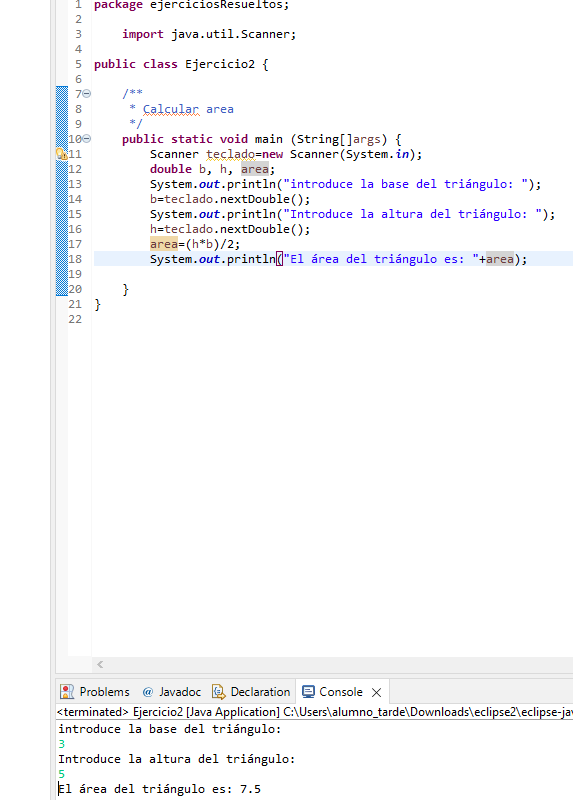 1 package ejerciciosResueltos;
2
3     import java.util.Scanner;
4
5 public class Ejercicio2 {
6
7     /**
8      * Calcular area
9      */
10     public static void main (String[]args) {
11         Scanner teclado=new Scanner(System.in);
12         double b, h, area;
13         System.out.println("introduce la base del triángulo: ");
14         b=teclado.nextDouble();
15         System.out.println("Introduce la altura del triángulo: ");
16         h=teclado.nextDouble();
17         area=(h*b)/2;
18         System.out.println("El área del triángulo es: "+area);
19
20     }
21 }
22
Problems @ Javadoc Declaration Console
<terminated> Ejercicio2 [Java Application] C:\Users\alumno_tarde\Downloads\eclipse2\eclipse-jav
introduce la base del triángulo:
3
Introduce la altura del triángulo:
5
El área del triángulo es: 7.5